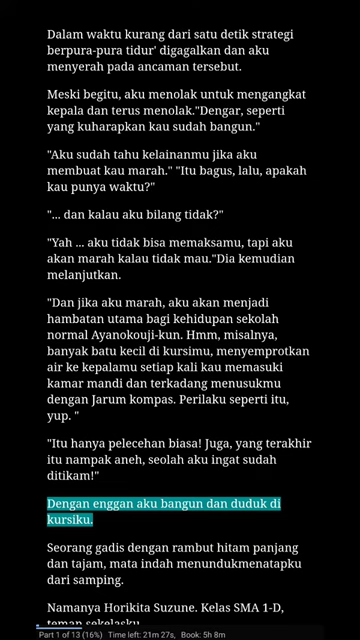 Dalam waktu kurang dari satu detik strategi
berpura-pura tidur' digagalkan dan aku
menyerah pada ancaman tersebut.
Meski begitu, aku menolak untuk mengangkat
kepala dan terus menolak."Dengar, seperti
yang kuharapkan kau sudah bangun."
"Aku sudah tahu kelainanmu jika aku
membuat kau marah." "Itu bagus, lalu, apakah
kau punya waktu?"
"... dan kalau aku bilang tidak?"
"Yah ... aku tidak bisa memaksamu, tapi aku
akan marah kalau tidak mau."Dia kemudian
melanjutkan.
"Dan jika aku marah, aku akan menjadi
hambatan utama bagi kehidupan sekolah
normal Ayanokouji-kun. Hmm, misalnya,
banyak batu kecil di kursimu, menyemprotkan
air ke kepalamu setiap kali kau memasuki
kamar mandi dan terkadang menusukmu
dengan Jarum kompas. Perilaku seperti itu,
yup. "
"Itu hanya pelecehan biasa! Juga, yang terakhir
itu nampak aneh, seolah aku ingat sudah
ditikam!"
Dengan enggan aku bangun dan duduk di
kursiku.
Seorang gadis dengan rambut hitam panjang
dan tajam, mata indah menundukmenatapku
dari samping.
Namanya Horikita Suzune. Kelas SMA 1-D,
teman sekelasku
Part 1 of 13 (16%) Time left: 21m 27s, Book: 5h 8m